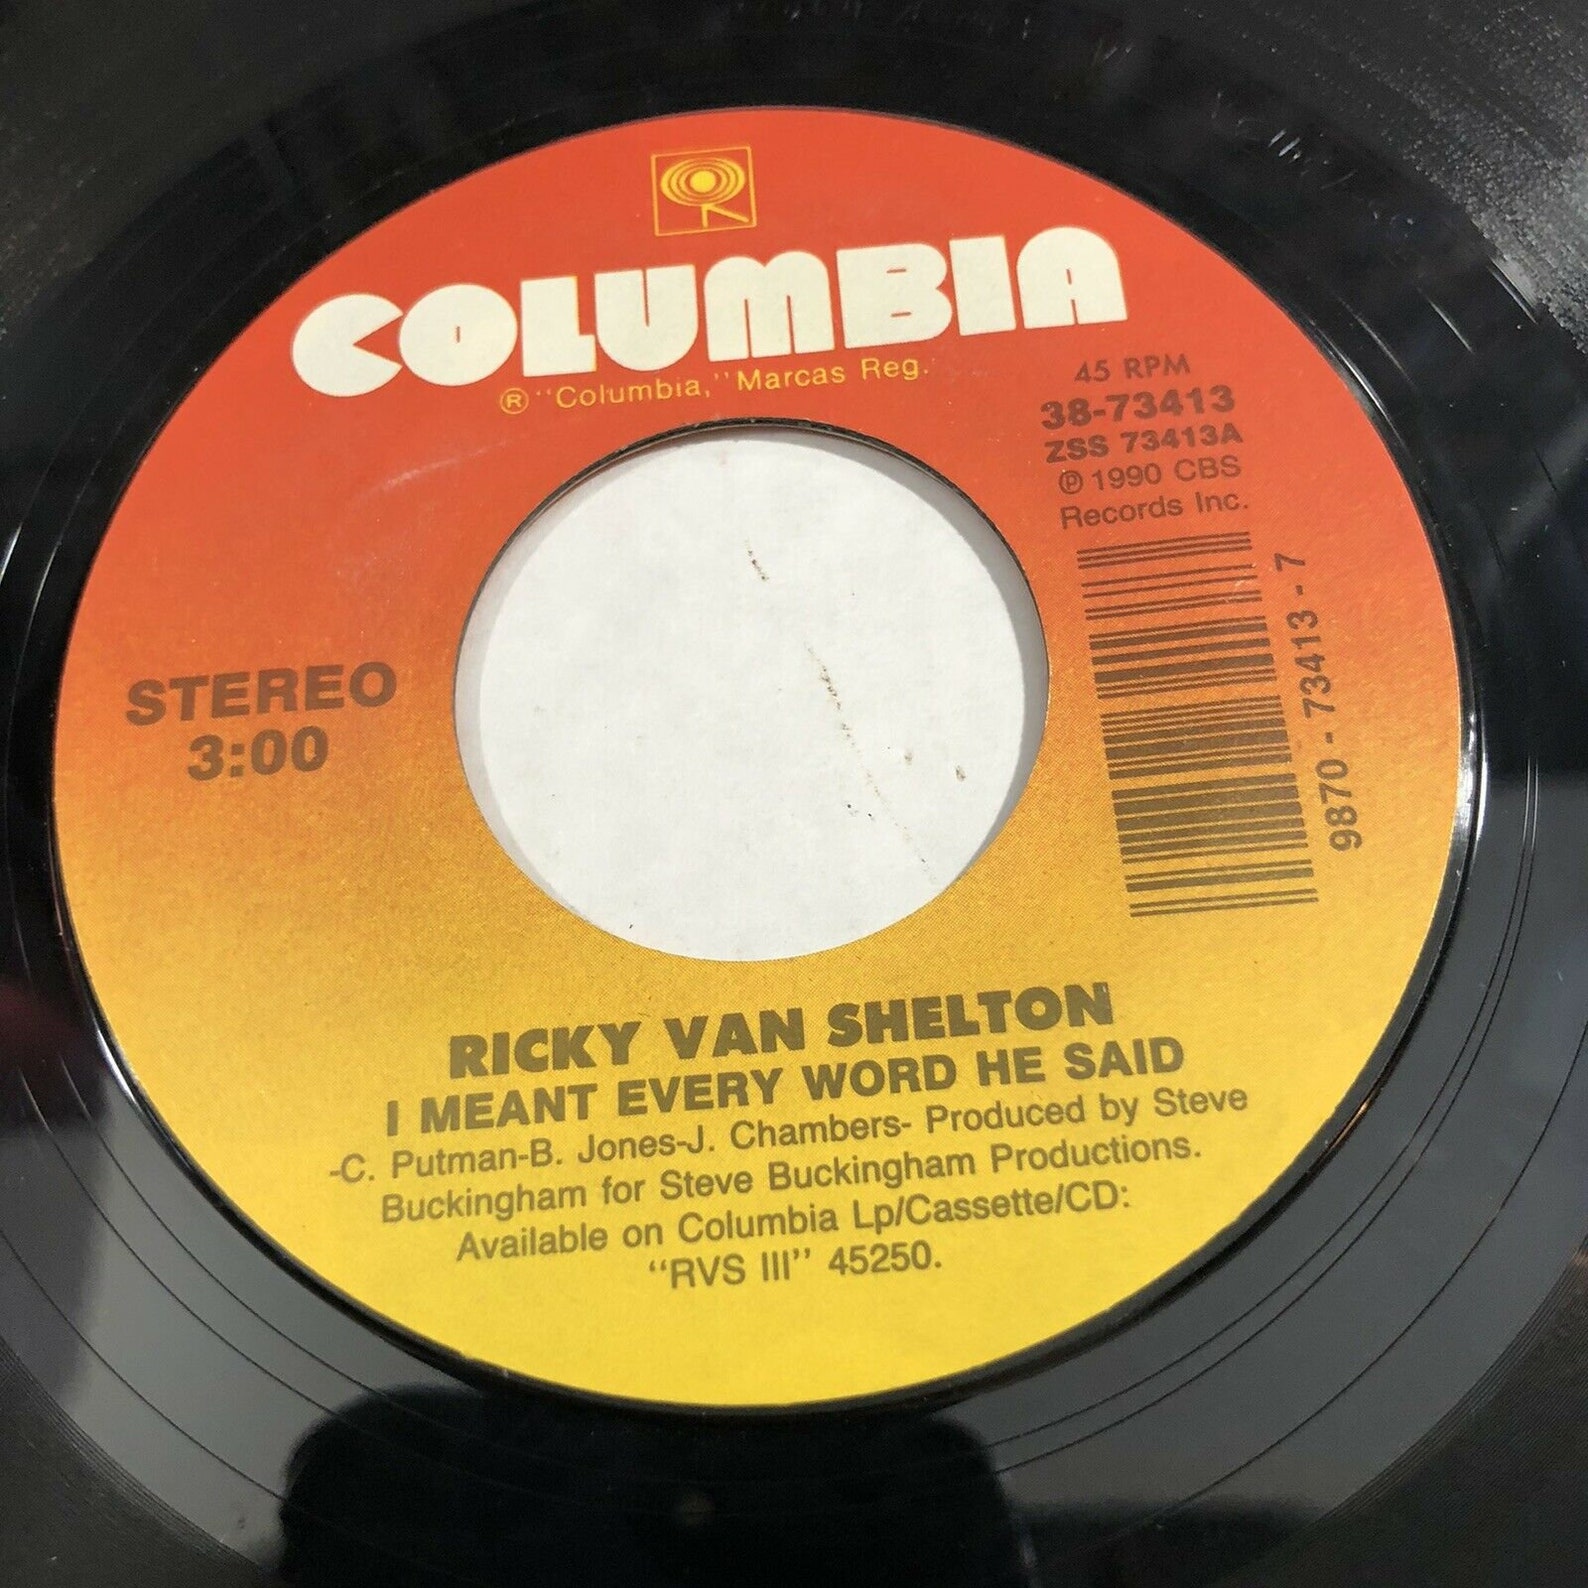 COLUMBIA
® "Columbia," Marcas Reg.
45 RPM
38-73413
ZSS 73413A
℗ 1990 CBS
Records Inc.
9870 - 73413 - 7
STEREO
3:00
RICKY VAN SHELTON
I MEANT EVERY WORD HE SAID
-C. Putman-B. Jones-J. Chambers- Produced by Steve
Buckingham for Steve Buckingham Productions.
Available on Columbia Lp/Cassette/CD:
"RVS III" 45250.